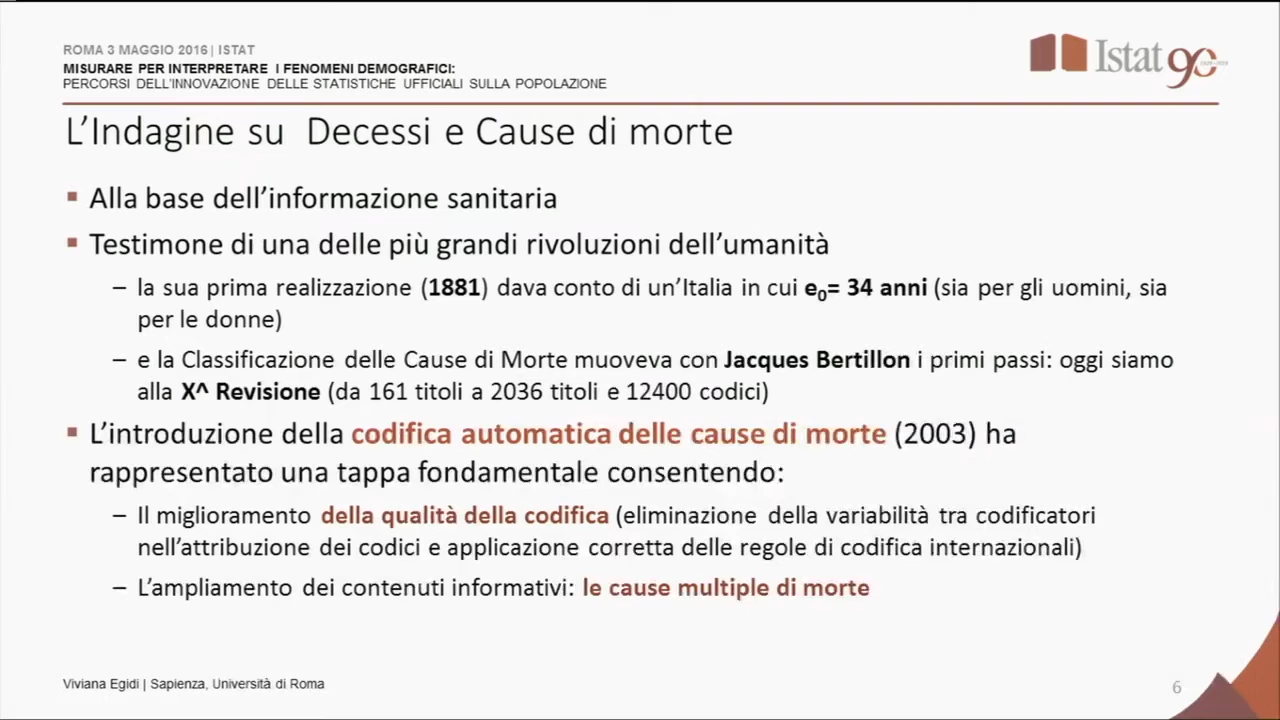 ROMA 3 MAGGIO 2016 | ISTAT
MISURARE PER INTERPRETARE I FENOMENI DEMOGRAFICI:
PERCORSI DELL'INNOVAZIONE DELLE STATISTICHE UFFICIALI SULLA POPOLAZIONE
Istat 90
L'Indagine su Decessi e Cause di morte
▪ Alla base dell'informazione sanitaria
▪ Testimone di una delle più grandi rivoluzioni dell'umanità
– la sua prima realizzazione (1881) dava conto di un'Italia in cui e₀= 34 anni (sia per gli uomini, sia
per le donne)
– e la Classificazione delle Cause di Morte muoveva con Jacques Bertillon i primi passi: oggi siamo
alla X^ Revisione (da 161 titoli a 2036 titoli e 12400 codici)
▪ L'introduzione della codifica automatica delle cause di morte (2003) ha
rappresentato una tappa fondamentale consentendo:
– Il miglioramento della qualità della codifica (eliminazione della variabilità tra codificatori
nell'attribuzione dei codici e applicazione corretta delle regole di codifica internazionali)
– L'ampliamento dei contenuti informativi: le cause multiple di morte
Viviana Egidi | Sapienza, Università di Roma
6